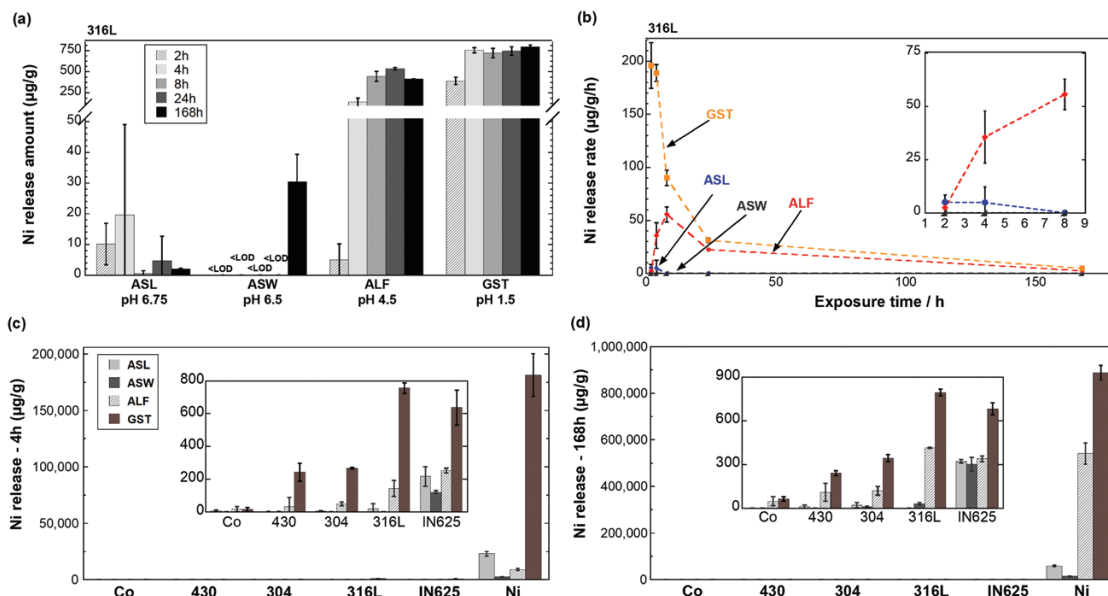 (a)
316L
2h
4h
8h
24h
168h
Ni release amount (µg/g)
750
500
250
50
40
30
20
10
0
<LOD
<LOD
<LOD
<LOD
ASL
pH 6.75
ASW
pH 6.5
ALF
pH 4.5
GST
pH 1.5
(b)
316L
Ni release rate (µg/g/h)
200
150
100
50
0
GST
ASL
ASW
ALF
75
50
25
0
1 2 3 4 5 6 7 8 9
50 100 150
Exposure time / h
(c)
Ni release - 4h (µg/g)
200,000
150,000
100,000
50,000
0
ASL
ASW
ALF
GST
800
600
400
200
0
Co 430 304 316L IN625
Co 430 304 316L IN625 Ni
(d)
Ni release - 168h (µg/g)
1,000,000
800,000
600,000
400,000
200,000
0
900
600
300
0
Co 430 304 316L IN625
Co 430 304 316L IN625 Ni